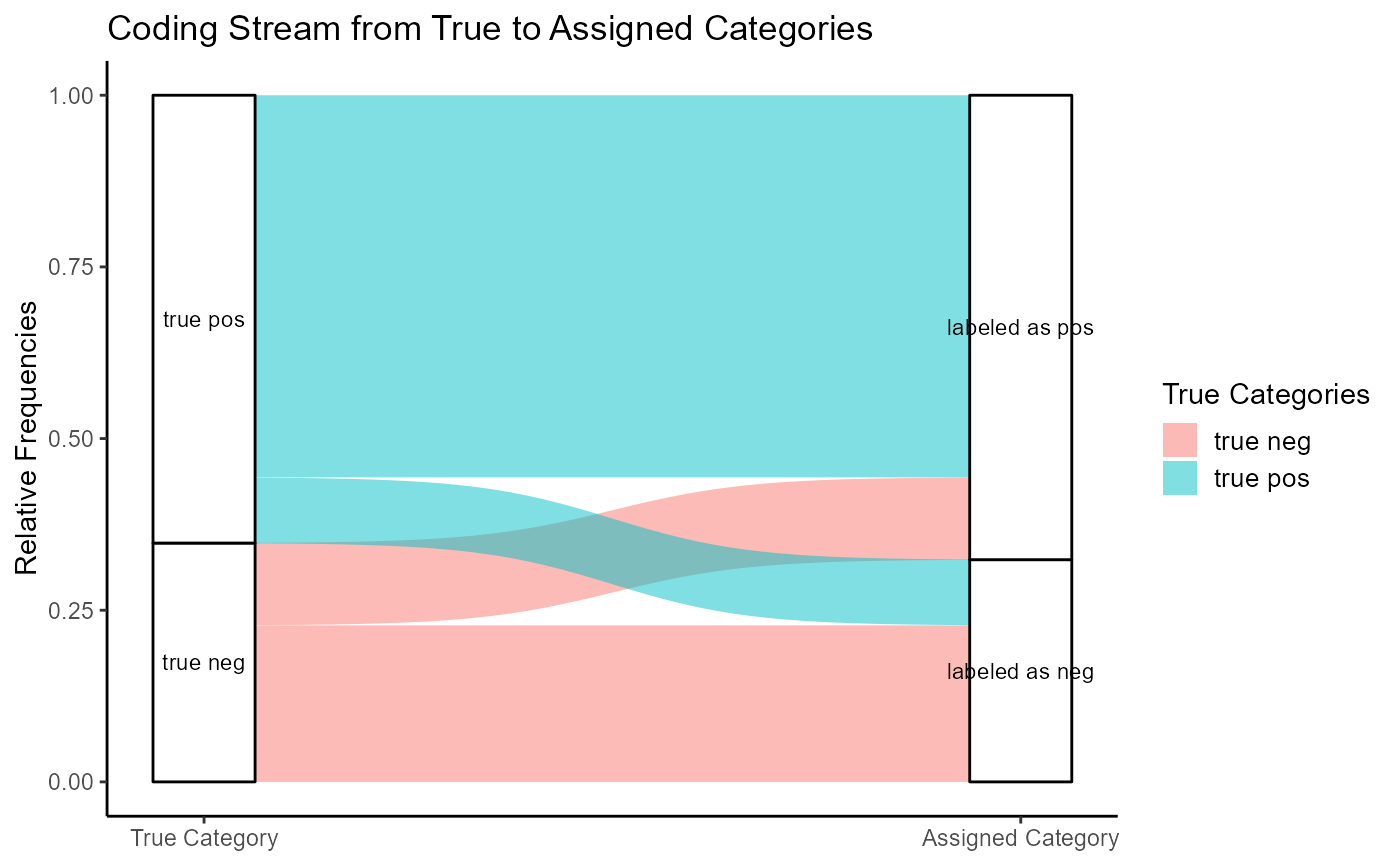 Coding Stream from True to Assigned Categories
Relative Frequencies
1.00
0.75
0.50
0.25
0.00
true pos
true neg
labeled as pos
labeled as neg
True Category
Assigned Category
True Categories
true neg
true pos